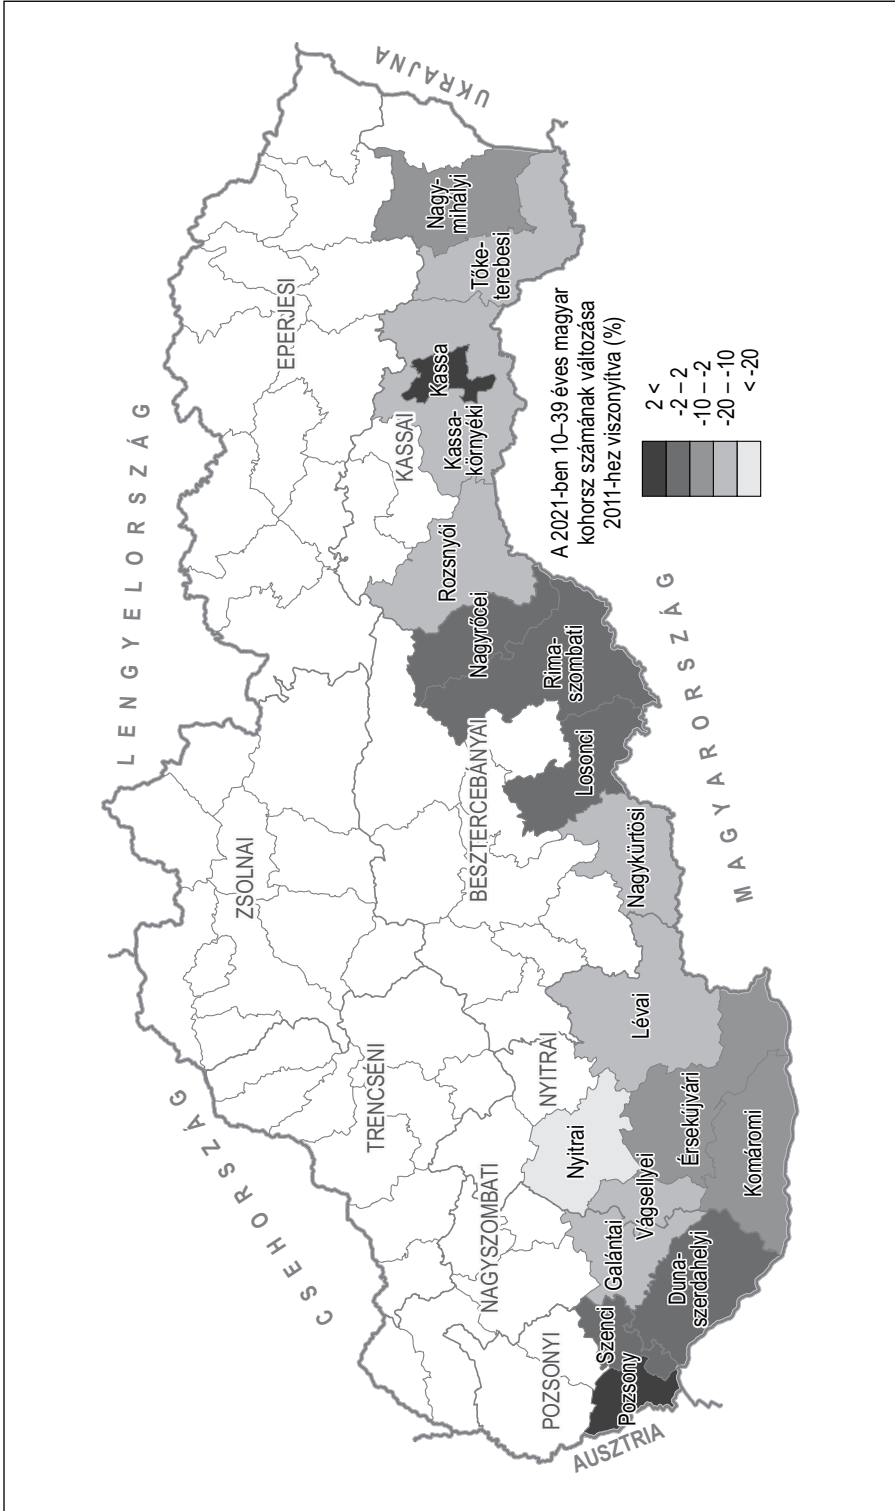 LENGYELORSZÁG
CSEHORSZÁG
UKRAJNA
ZSOLNAI
EPERJESI
TRENCSÉNI
KASSAI
BESZTERCEBÁNYAI
NAGYSZOMBATI
NYITRAI
POZSONYI
AUSZTRIA
MAGYARORSZÁG
Pozsony
Szenci
Duna-
szerdahelyi
Galántai
Vágsellyei
Nyitrai
Érsekújvári
Komáromi
Lévai
Nagykürtösi
Losonci
Rima-
szombati
Nagyrőcei
Rozsnyói
Kassa-
környéki
Kassa
Tőke-
terebesi
Nagy-
mihályi
A 2021-ben 10–39 éves magyar
kohorsz számának változása
2011-hez viszonyítva (%)
2 <
-2 – 2
-10 – -2
-20 – -10
< -20